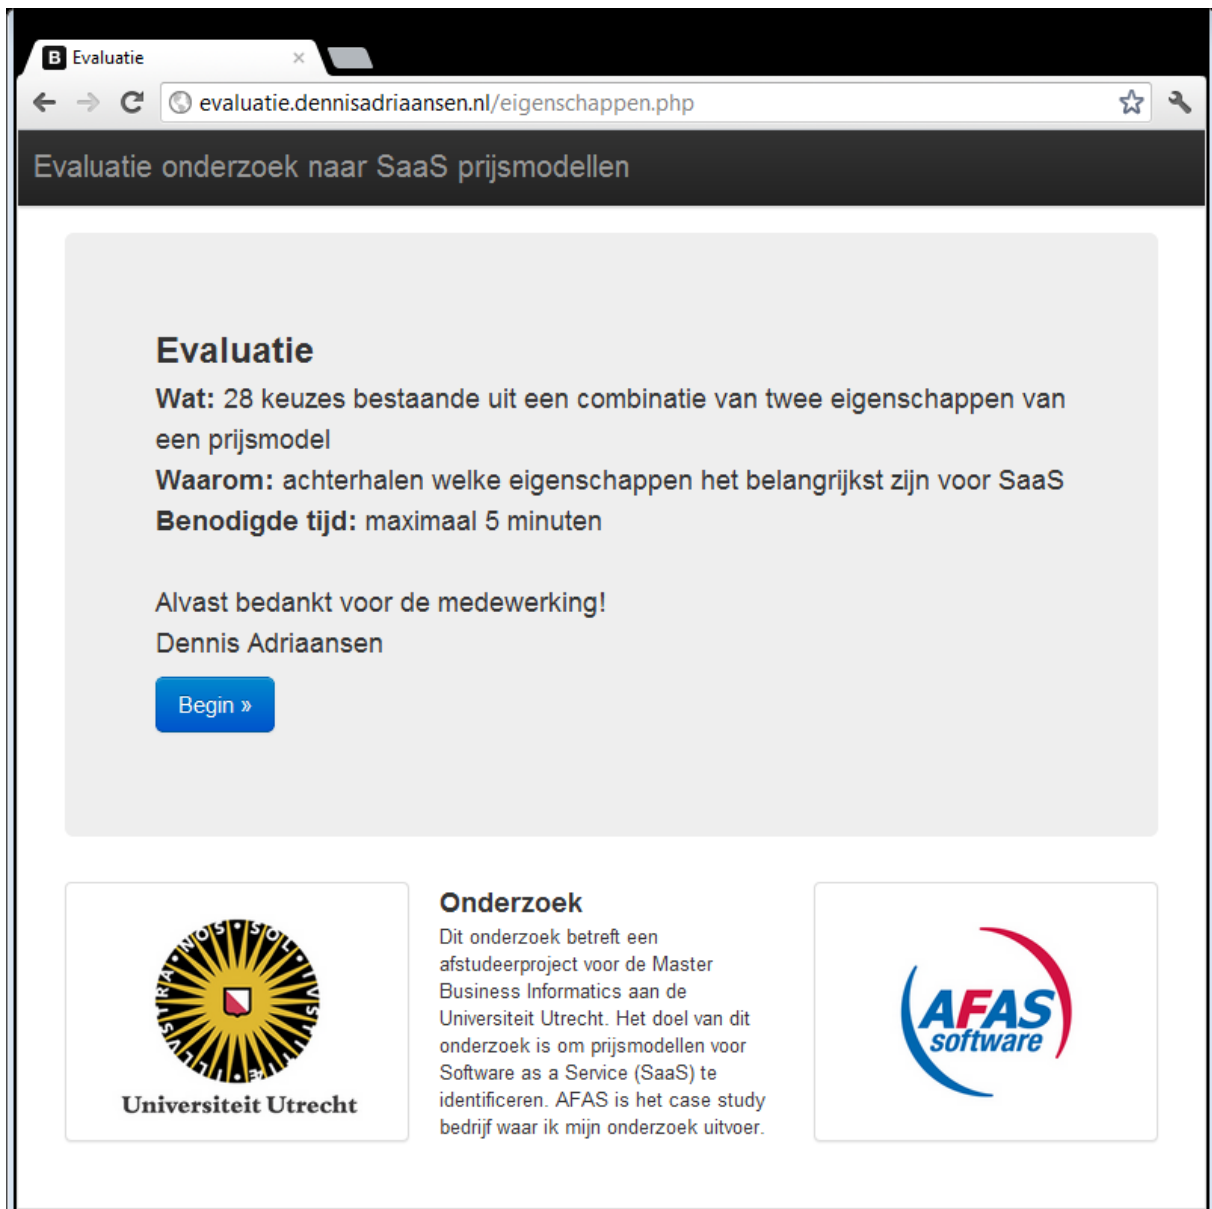 B Evaluatie
evaluatie.dennisadriaansen.nl/eigenschappen.php
Evaluatie onderzoek naar SaaS prijsmodellen
Evaluatie
Wat: 28 keuzes bestaande uit een combinatie van twee eigenschappen van
een prijsmodel
Waarom: achterhalen welke eigenschappen het belangrijkst zijn voor SaaS
Benodigde tijd: maximaal 5 minuten
Alvast bedankt voor de medewerking!
Dennis Adriaansen
Begin »
SOL · IVSTITIAE · ILLVSTRA · NOS
Universiteit Utrecht
Onderzoek
Dit onderzoek betreft een
afstudeerproject voor de Master
Business Informatics aan de
Universiteit Utrecht. Het doel van dit
onderzoek is om prijsmodellen voor
Software as a Service (SaaS) te
identificeren. AFAS is het case study
bedrijf waar ik mijn onderzoek uitvoer.
AFAS
software